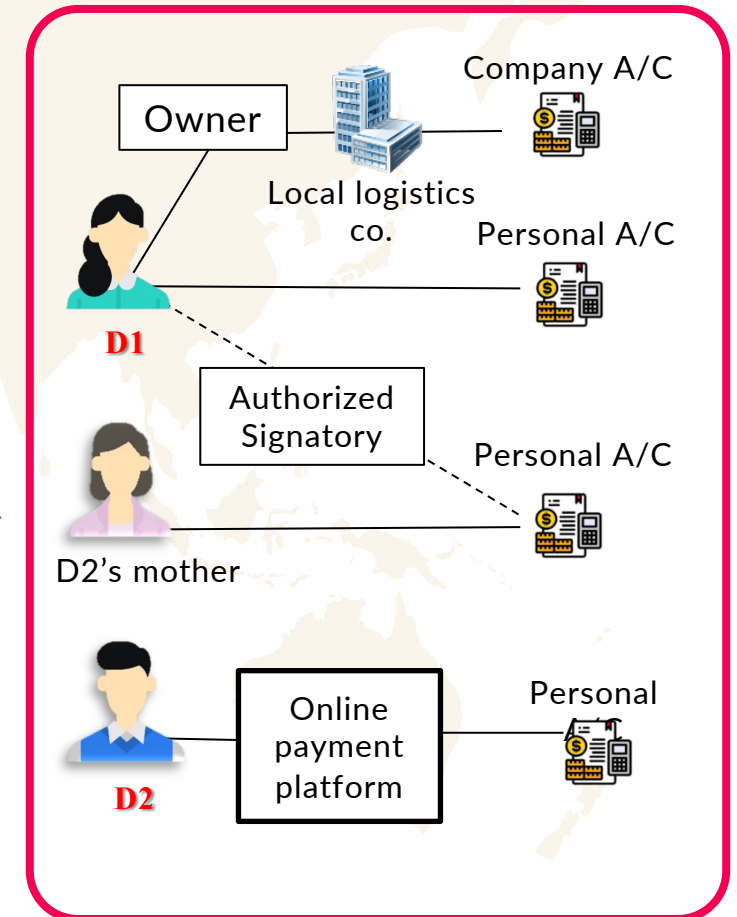 Company A/C
Owner
Local logistics
co.
Personal A/C
D1
Authorized
Signatory
Personal A/C
D2's mother
Personal
Online
payment
platform
D2